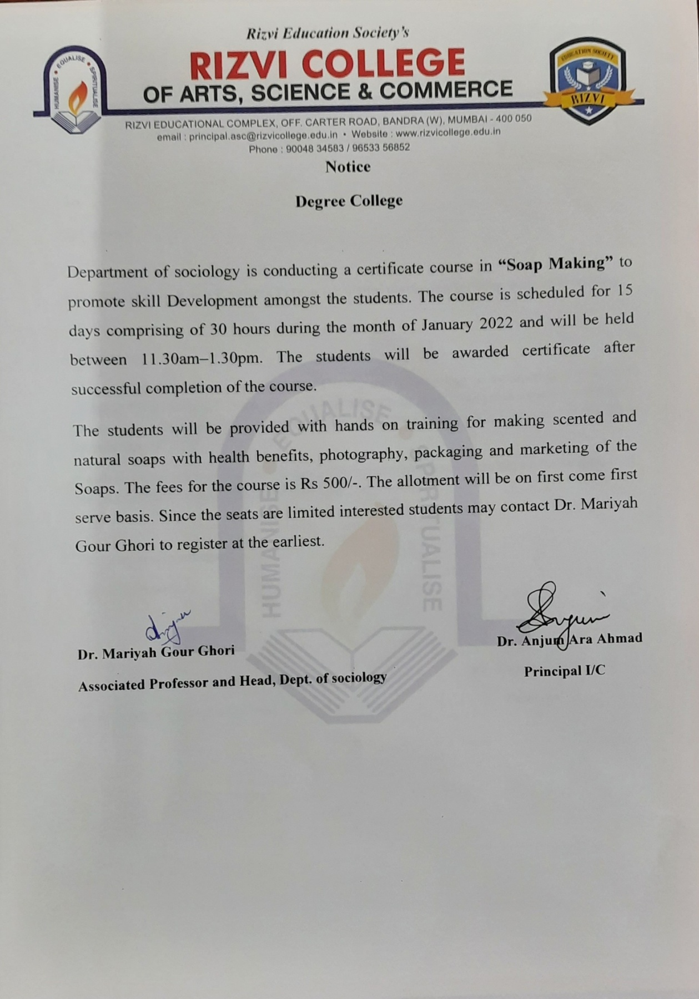 Rizvi Education Society's
RIZVI COLLEGE
OF ARTS, SCIENCE & COMMERCE
HUMANISE • EQUALISE • SPIRITUALISE
EDUCATION SOCIETY
RIZVI
RIZVI EDUCATIONAL COMPLEX, OFF. CARTER ROAD, BANDRA (W), MUMBAI - 400 050
email : principal.asc@rizvicollege.edu.in • Website : www.rizvicollege.edu.in
Phone : 90048 34583 / 96533 56852
Notice
Degree College
Department of sociology is conducting a certificate course in “Soap Making” to
promote skill Development amongst the students. The course is scheduled for 15
days comprising of 30 hours during the month of January 2022 and will be held
between 11.30am–1.30pm. The students will be awarded certificate after
successful completion of the course.
The students will be provided with hands on training for making scented and
natural soaps with health benefits, photography, packaging and marketing of the
Soaps. The fees for the course is Rs 500/-. The allotment will be on first come first
serve basis. Since the seats are limited interested students may contact Dr. Mariyah
Gour Ghori to register at the earliest.
HUMANISE • EQUALISE • SPIRITUALISE
Dr. Mariyah Gour Ghori
Associated Professor and Head, Dept. of sociology
Dr. Anjum Ara Ahmad
Principal I/C